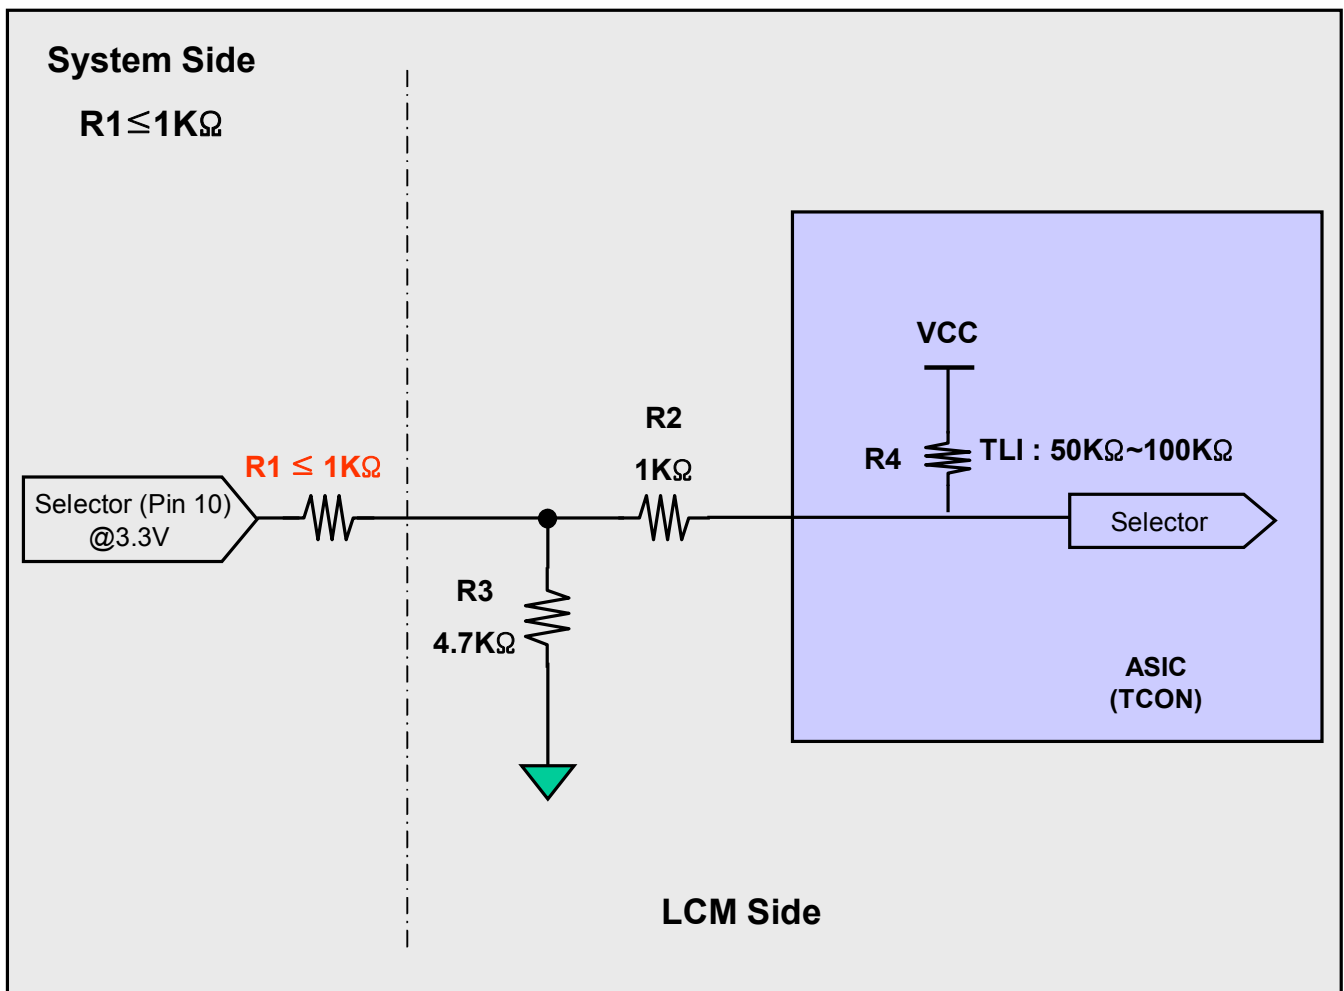 System Side
R1≤1KΩ
VCC
R2
1KΩ
R4
TLI : 50KΩ~100KΩ
R1 ≤ 1KΩ
Selector (Pin 10)
@3.3V
Selector
R3
4.7KΩ
ASIC
(TCON)
LCM Side